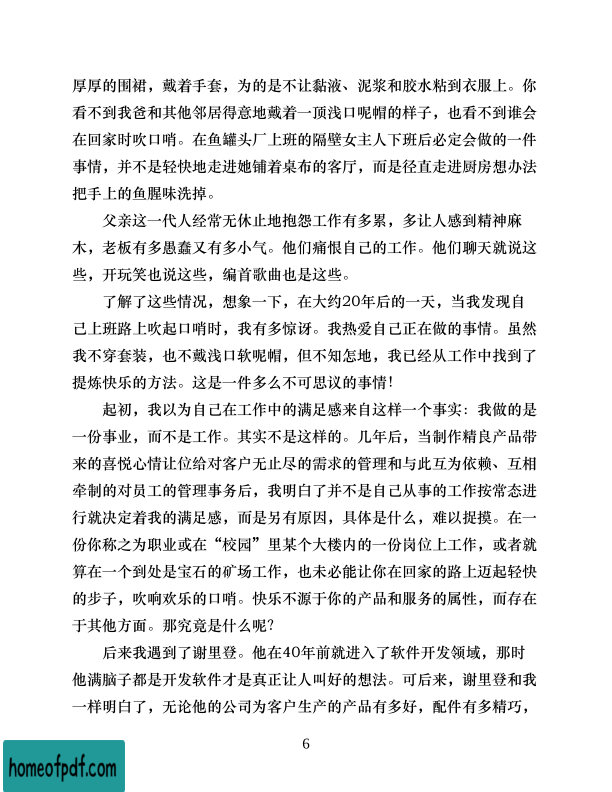 厚厚的围裙，戴着手套，为的是不让黏液、泥浆和胶水粘到衣服上。你
看不到我爸和其他邻居得意地戴着一顶浅口呢帽的样子，也看不到谁会
在回家时吹口哨。在鱼罐头厂上班的隔壁女主人下班后必定会做的一件
事情，并不是轻快地走进她铺着桌布的客厅，而是径直走进厨房想办法
把手上的鱼腥味洗掉。
父亲这一代人经常无休止地抱怨工作有多累，多让人感到精神麻
木，老板有多愚蠢又有多小气。他们痛恨自己的工作。他们聊天就说这
些，开玩笑也说这些，编首歌曲也是这些。
了解了这些情况，想象一下，在大约20年后的一天，当我发现自
己上班路上吹起口哨时，我有多惊讶。我热爱自己正在做的事情。虽然
我不穿套装，也不戴浅口软呢帽，但不知怎地，我已经从工作中找到了
提炼快乐的方法。这是一件多么不可思议的事情！
起初，我以为自己在工作中的满足感来自这样一个事实：我做的是
一份事业，而不是工作。其实不是这样的。几年后，当制作精良产品带
来的喜悦心情让位给对客户无止尽的需求的管理和与此互为依赖、互相
牵制的对员工的管理事务后，我明白了并不是自己从事的工作按常态进
行就决定着我的满足感，而是另有原因，具体是什么，难以捉摸。在一
份你称之为职业或在“校园”里某个大楼内的一份岗位上工作，或者就
算在一个到处是宝石的矿场工作，也未必能让你在回家的路上迈起轻快
的步子，吹响欢乐的口哨。快乐不源于你的产品和服务的属性，而存在
于其他方面。那究竟是什么呢？
后来我遇到了谢里登。他在40年前就进入了软件开发领域，那时
他满脑子都是开发软件才是真正让人叫好的想法。可后来，谢里登和我
一样明白了，无论他的公司为客户生产的产品有多好，配件有多精巧，
6
homeofpdf.com